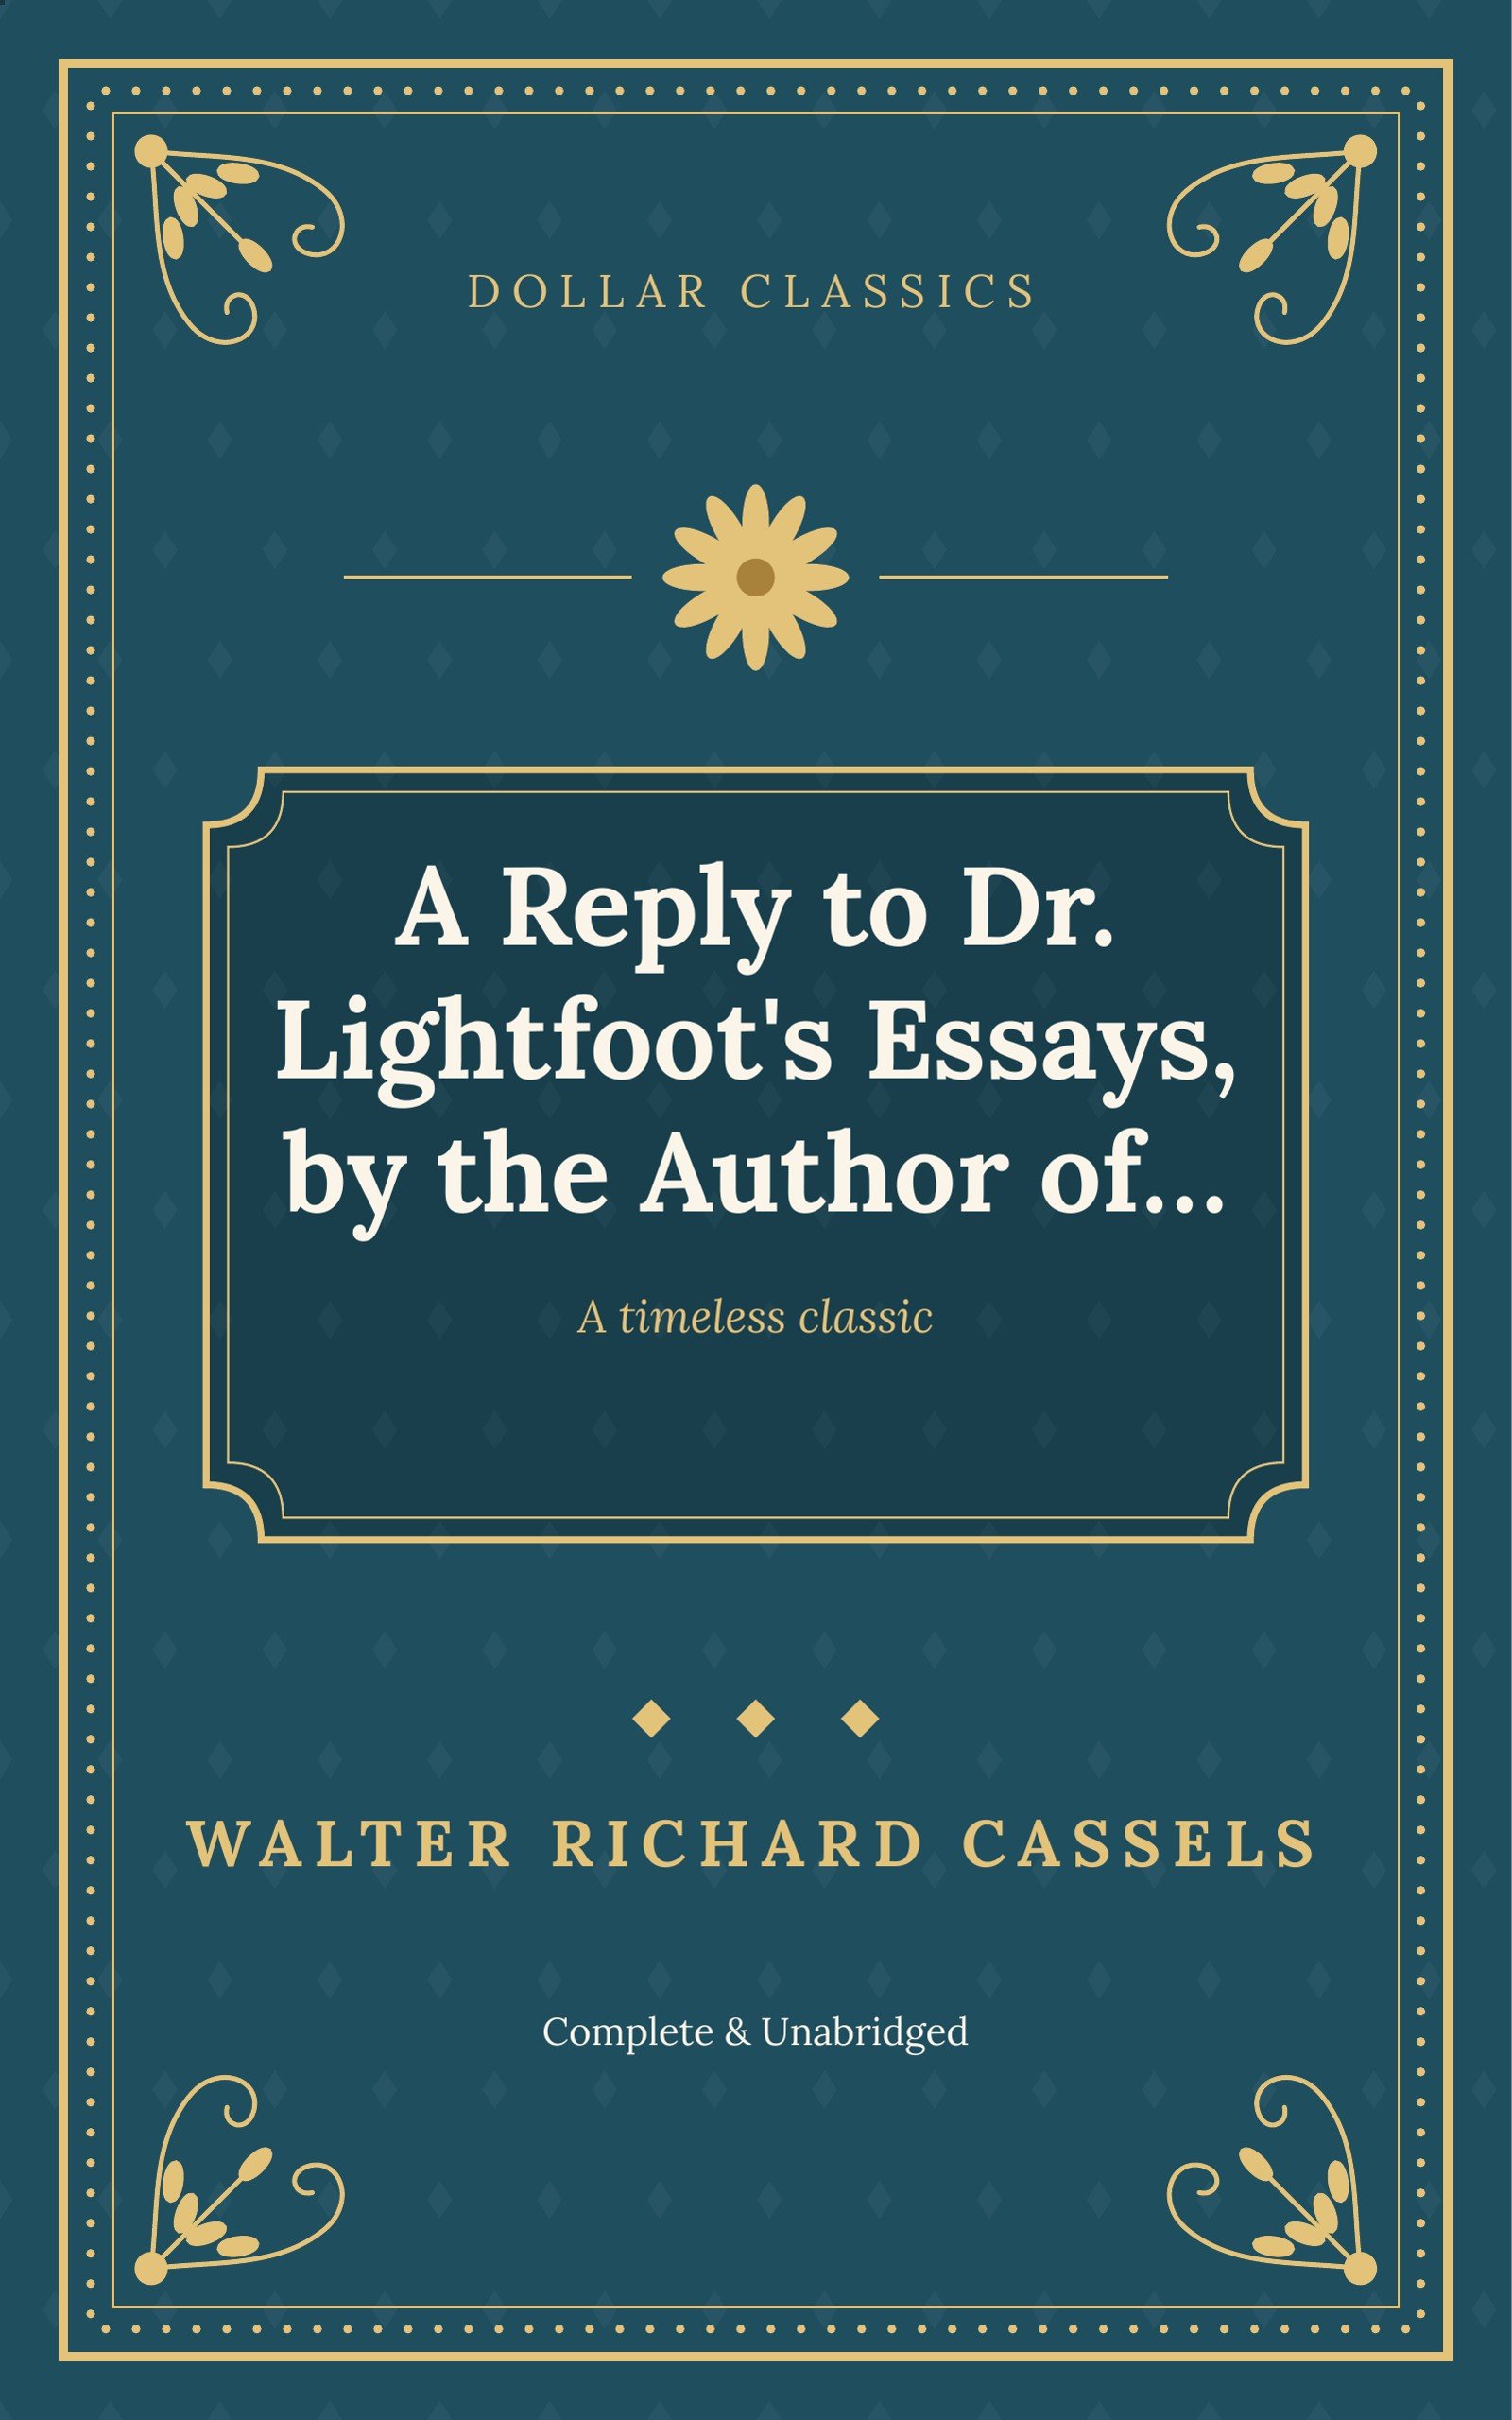 DOLLAR CLASSICS
A Reply to Dr.
Lightfoot's Essays,
by the Author of...
A timeless classic
WALTER RICHARD CASSELS
Complete & Unabridged